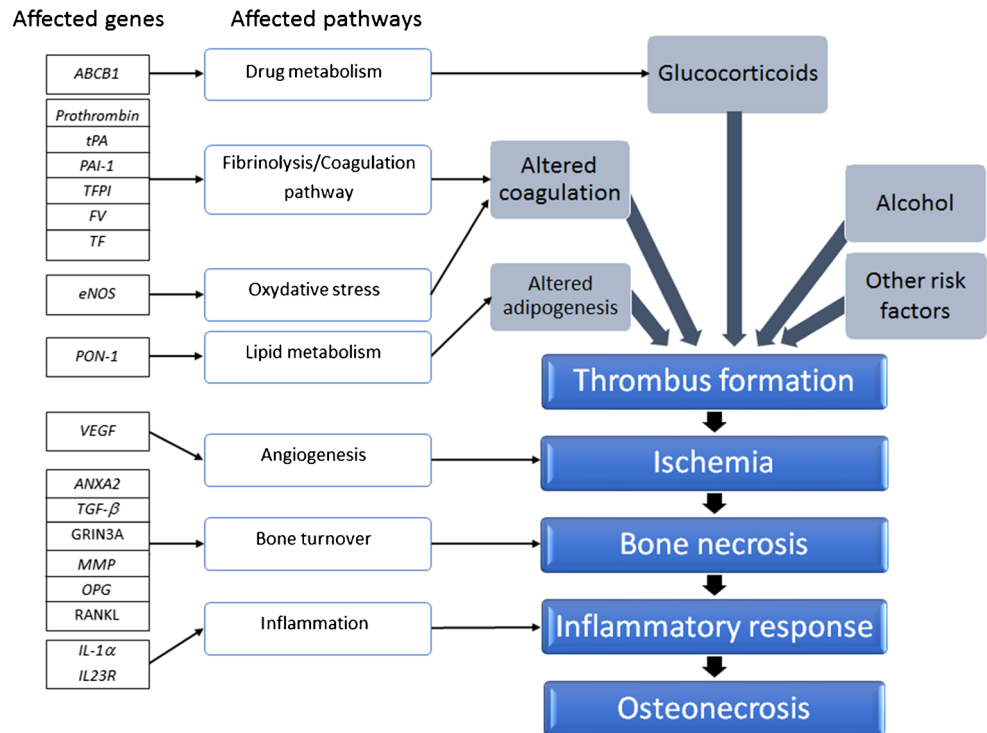 Affected genes
Affected pathways
ABCB1
Drug metabolism
Glucocorticoids
Prothrombin
tPA
PAI-1
TFPI
FV
TF
Fibrinolysis/Coagulation
pathway
Altered
coagulation
Alcohol
eNOS
Oxydative stress
Altered
adipogenesis
Other risk
factors
PON-1
Lipid metabolism
Thrombus formation
VEGF
Angiogenesis
Ischemia
ANXA2
TGF-β
GRIN3A
MMP
OPG
RANKL
Bone turnover
Bone necrosis
IL-1α
IL23R
Inflammation
Inflammatory response
Osteonecrosis